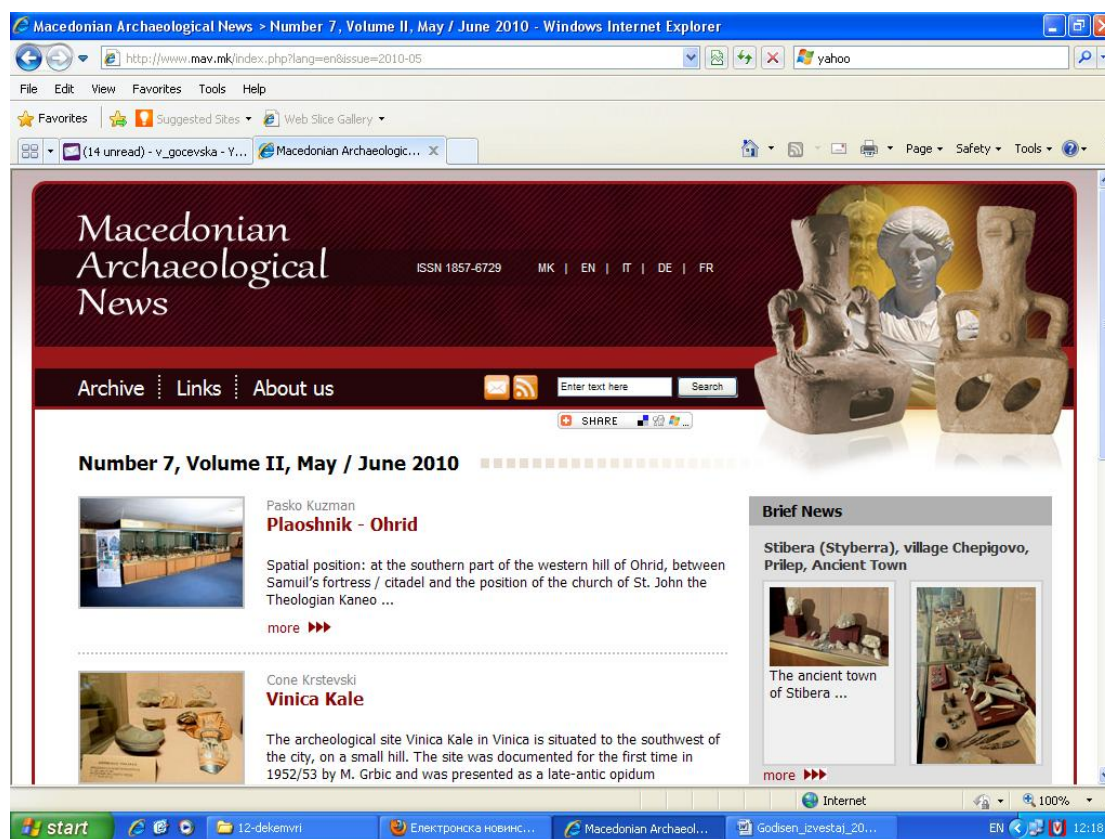 Macedonian Archaeological News > Number 7, Volume II, May / June 2010 - Windows Internet Explorer
http://www.mav.mk/index.php?lang=en&issue=2010-05
yahoo
File Edit View Favorites Tools Help
Favorites Suggested Sites Web Slice Gallery
(14 unread) - v_gocevska - Y... Macedonian Archaeologic... X
Page Safety Tools
Macedonian
Archaeological
News
ISSN 1857-6729 MK | EN | IT | DE | FR
Archive Links About us
Enter text here Search
SHARE ...
Number 7, Volume II, May / June 2010
Pasko Kuzman
Plaoshnik - Ohrid
Spatial position: at the southern part of the western hill of Ohrid, between
Samuil's fortress / citadel and the position of the church of St. John the
Theologian Kaneo ...
more
Cone Krstevski
Vinica Kale
The archeological site Vinica Kale in Vinica is situated to the southwest of
the city, on a small hill. The site was documented for the first time in
1952/53 by M. Grbic and was presented as a late-antic opidum
Brief News
Stibera (Styberra), village Chepigovo,
Prilep, Ancient Town
The ancient town
of Stibera ...
more
Internet 100%
start 12-dekemvri Електронска новинс... Macedonian Archaeol... Godisen_izvestaj_20... EN 12:18